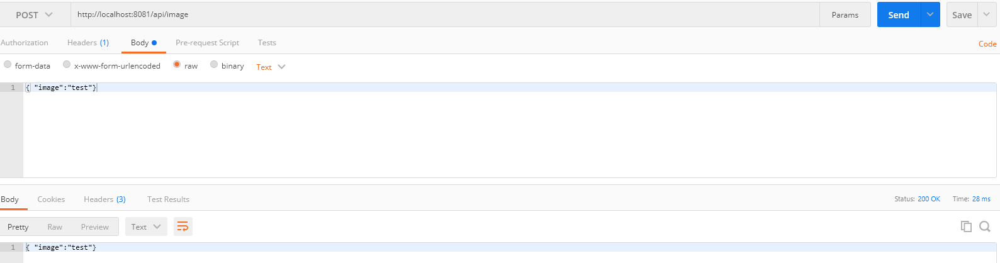 POST http://localhost:8081/api/image Params Send Save
Authorization Headers (1) Body Pre-request Script Tests Code
form-data x-www-form-urlencoded raw binary Text
1 { "image":"test"}
Body Cookies Headers (3) Test Results Status: 200 OK Time: 28 ms
Pretty Raw Preview Text
1 { "image":"test"}